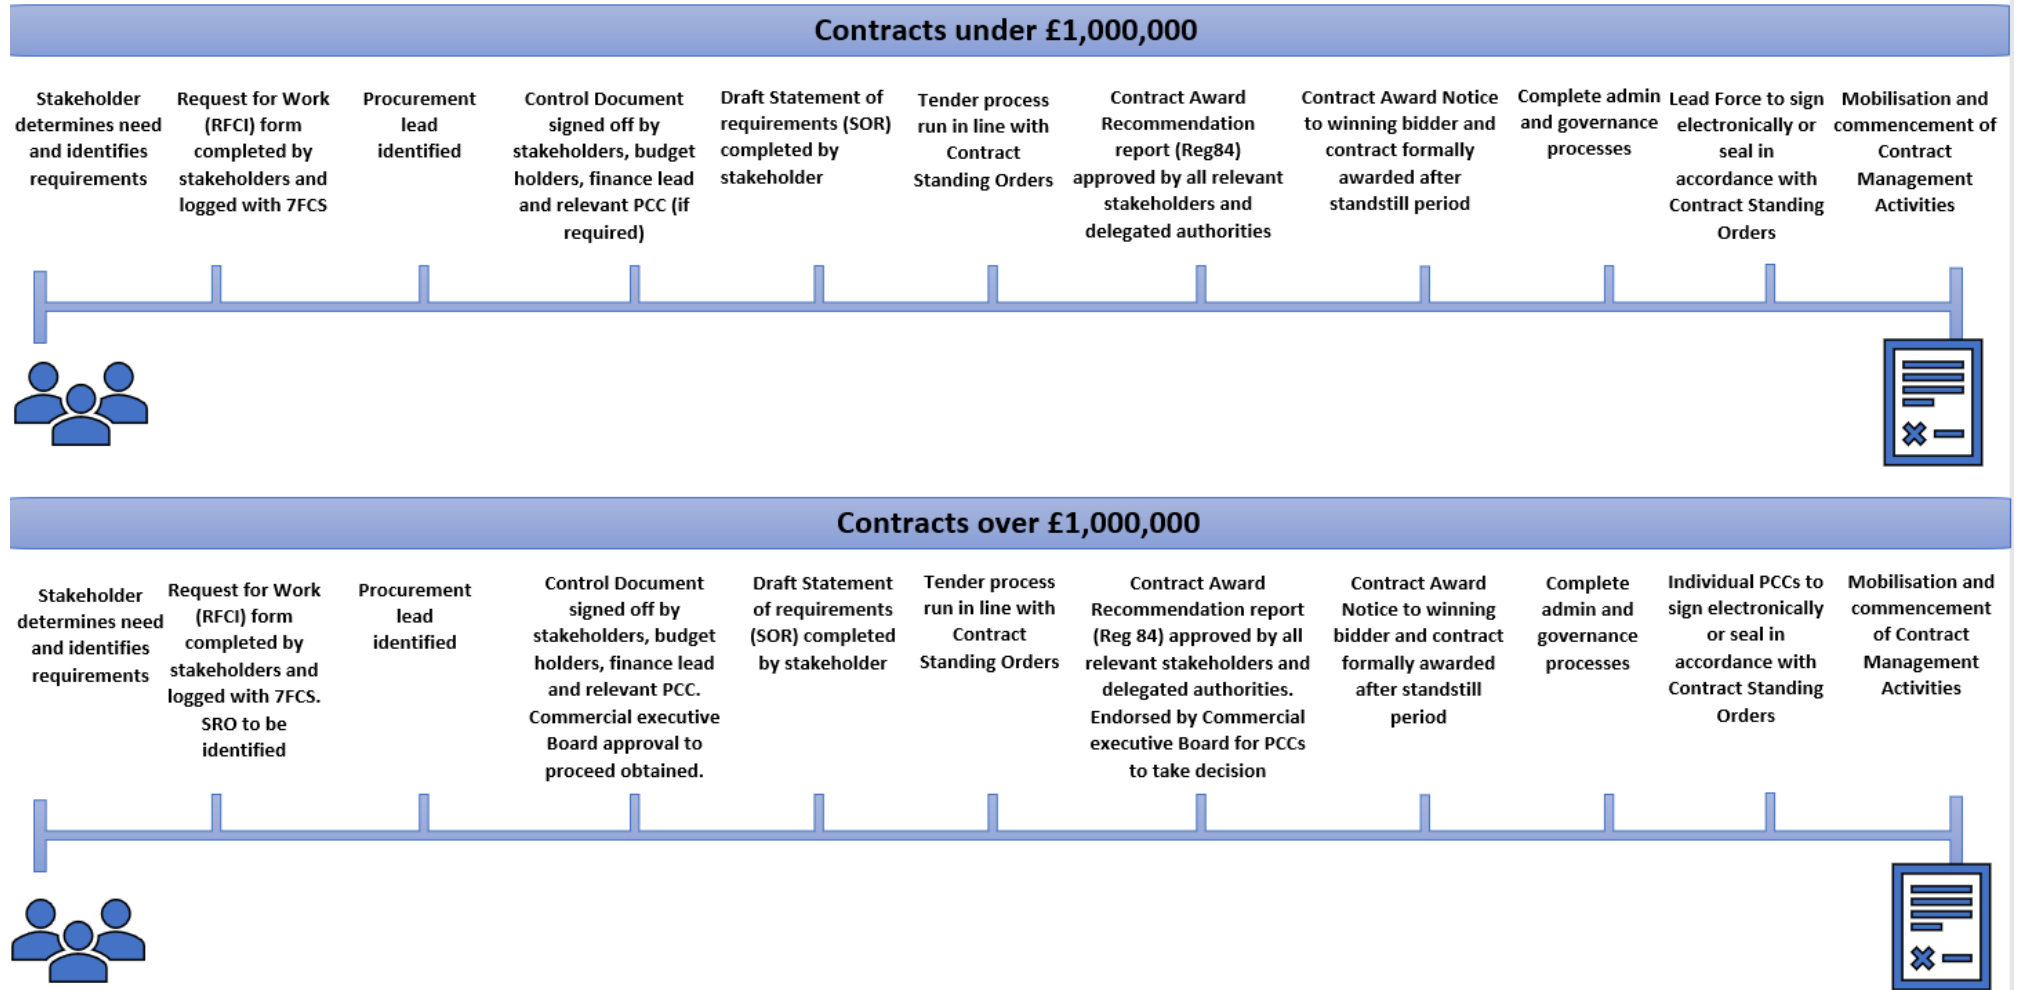 Contracts under £1,000,000
Stakeholder
determines need
and identifies
requirements
Request for Work
(RFCI) form
completed by
stakeholders and
logged with 7FCS
Procurement
lead
identified
Control Document
signed off by
stakeholders, budget
holders, finance lead
and relevant PCC (if
required)
Draft Statement of
requirements (SOR)
completed by
stakeholder
Tender process
run in line with
Contract
Standing Orders
Contract Award
Recommendation
report (Reg84)
approved by all relevant
stakeholders and
delegated authorities
Contract Award Notice
to winning bidder and
contract formally
awarded after
standstill period
Complete admin
and governance
processes
Lead Force to sign
electronically or
seal in
accordance with
Contract Standing
Orders
Mobilisation and
commencement of
Contract
Management
Activities
Contracts over £1,000,000
Stakeholder
determines need
and identifies
requirements
Request for Work
(RFCI) form
completed by
stakeholders and
logged with 7FCS.
SRO to be
identified
Procurement
lead
identified
Control Document
signed off by
stakeholders, budget
holders, finance lead
and relevant PCC.
Commercial executive
Board approval to
proceed obtained.
Draft Statement
of requirements
(SOR) completed
by stakeholder
Tender process
run in line with
Contract
Standing Orders
Contract Award
Recommendation report
(Reg 84) approved by all
relevant stakeholders and
delegated authorities.
Endorsed by Commercial
executive Board for PCCs
to take decision
Contract Award
Notice to winning
bidder and contract
formally awarded
after standstill
period
Complete
admin and
governance
processes
Individual PCCs to
sign electronically
or seal in
accordance with
Contract Standing
Orders
Mobilisation and
commencement
of Contract
Management
Activities